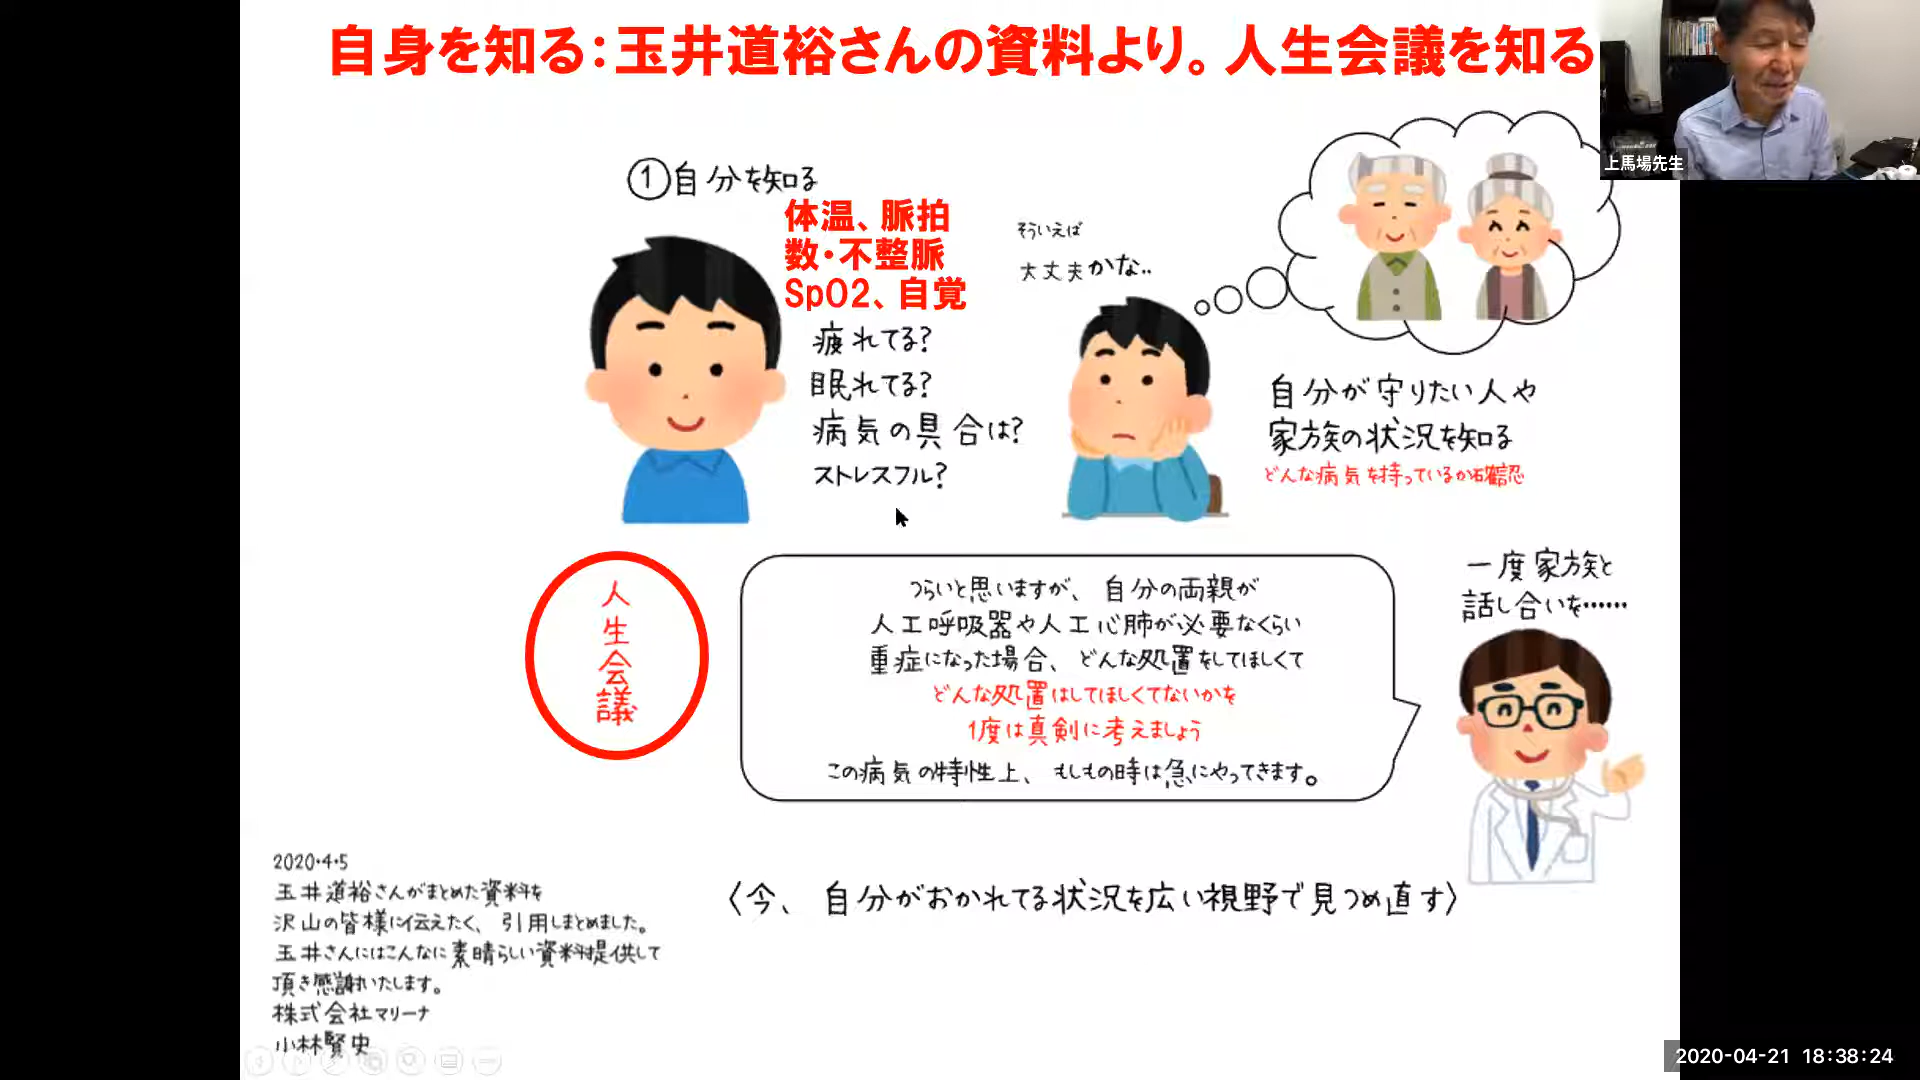 自身を知る：玉井道裕さんの資料より。人生会議を知る
上馬場先生
①自分を知る
体温、脈拍
数・不整脈
SpO2、自覚
疲れてる?
眠れてる?
病気の具合は?
ストレスフル?
そういえば
大丈夫かな..
自分が守りたい人や
家族の状況を知る
どんな病気を持っているか確認
人生会議
つらいと思いますが、自分の両親が
人工呼吸器や人工心肺が必要なくらい
重症になった場合、どんな処置をしてほしくて
どんな処置はしてほしくてないかを
1度は真剣に考えましょう
この病気の特性上、もしもの時は急にやってきます。
一度家族と
話し合いを……
〈今、自分がおかれてる状況を広い視野で見つめ直す〉
2020・4・5
玉井道裕さんがまとめた資料を
沢山の皆様に伝えたく、引用しまとめました。
玉井さんにはこんなに素晴らしい資料提供して
頂き感謝いたします。
株式会社マリーナ
小林賢史
2020-04-21 18:38:24